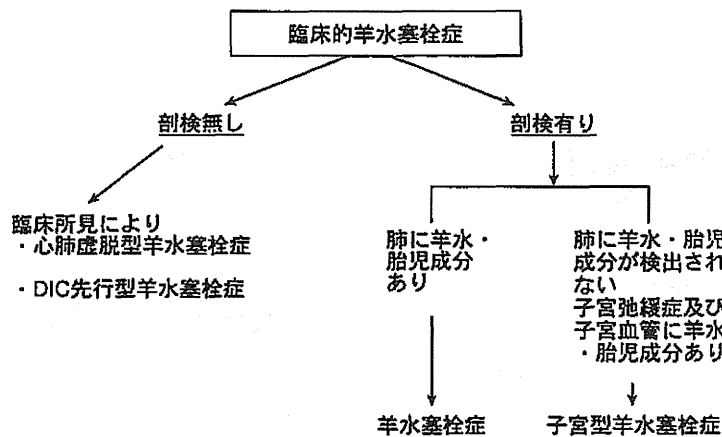 臨床的羊水塞栓症
剖検無し
剖検有り
臨床所見により
・心肺虚脱型羊水塞栓症
・DIC先行型羊水塞栓症
肺に羊水・
胎児成分
あり
肺に羊水・胎児
成分が検出され
ない
子宮弛緩症及び
子宮血管に羊水
・胎児成分あり
羊水塞栓症
子宮型羊水塞栓症